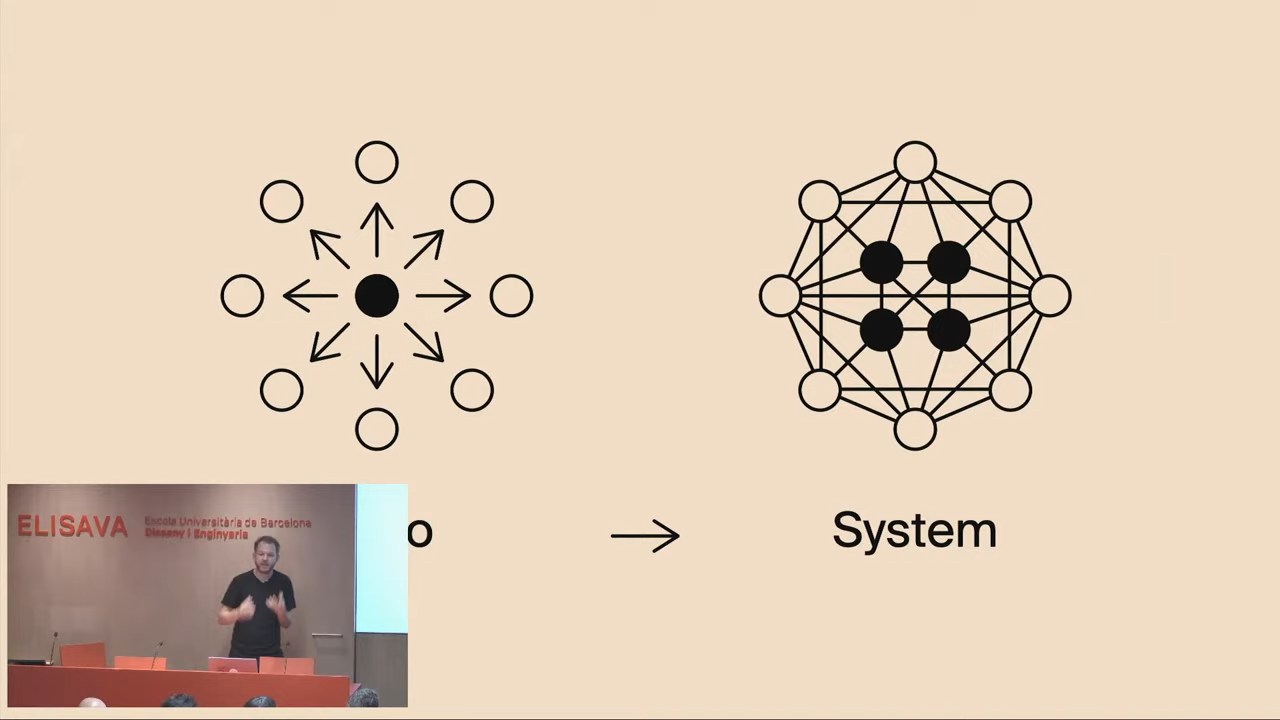 o
System
ELISAVA
Escola Universitària de Barcelona
Disseny i Enginyeria